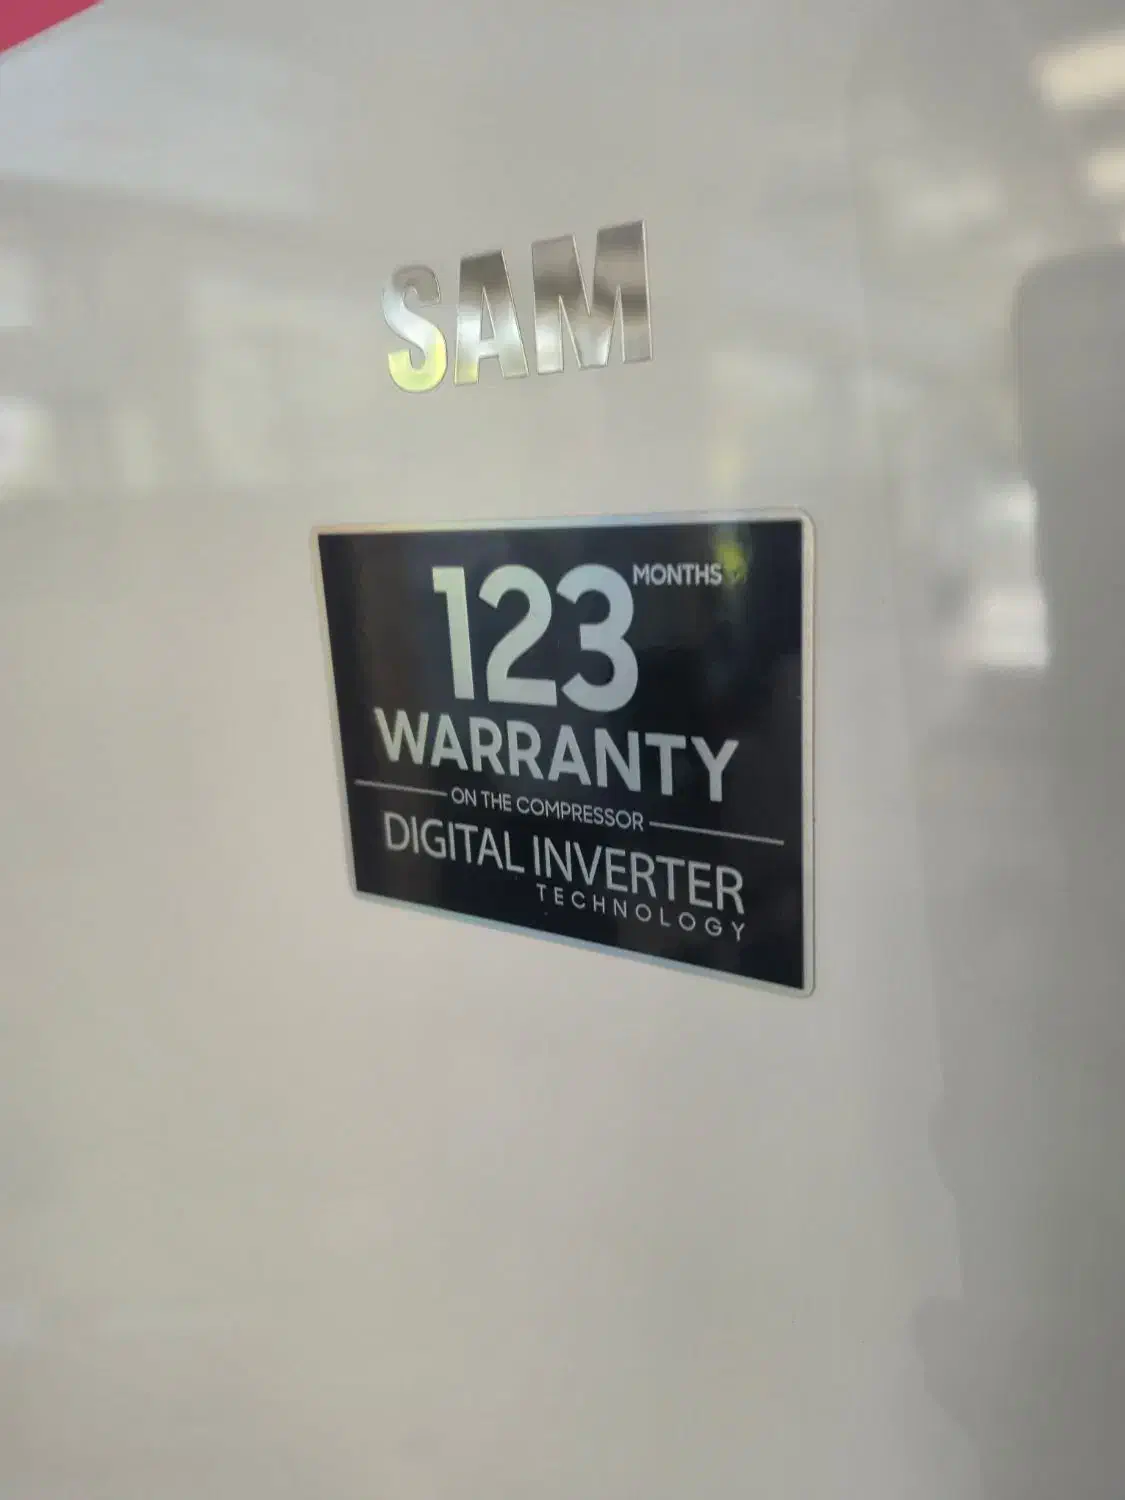 SAM
123 MONTHS
WARRANTY
ON THE COMPRESSOR
DIGITAL INVERTER
TECHNOLOGY